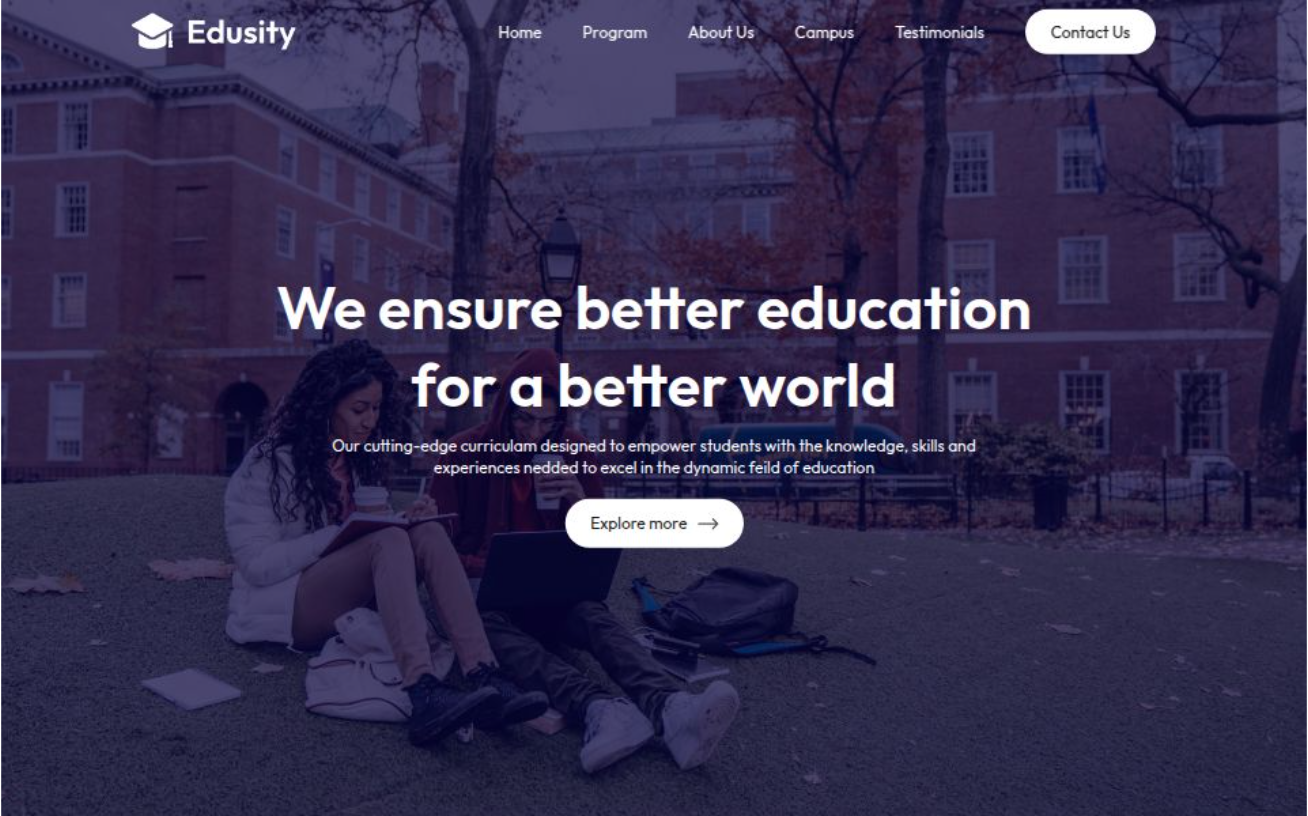 Edusity
Home
Program
About Us
Campus
Testimonials
Contact Us
We ensure better education
for a better world
Our cutting-edge curriculam designed to empower students with the knowledge, skills and
experiences nedded to excel in the dynamic feild of education
Explore more